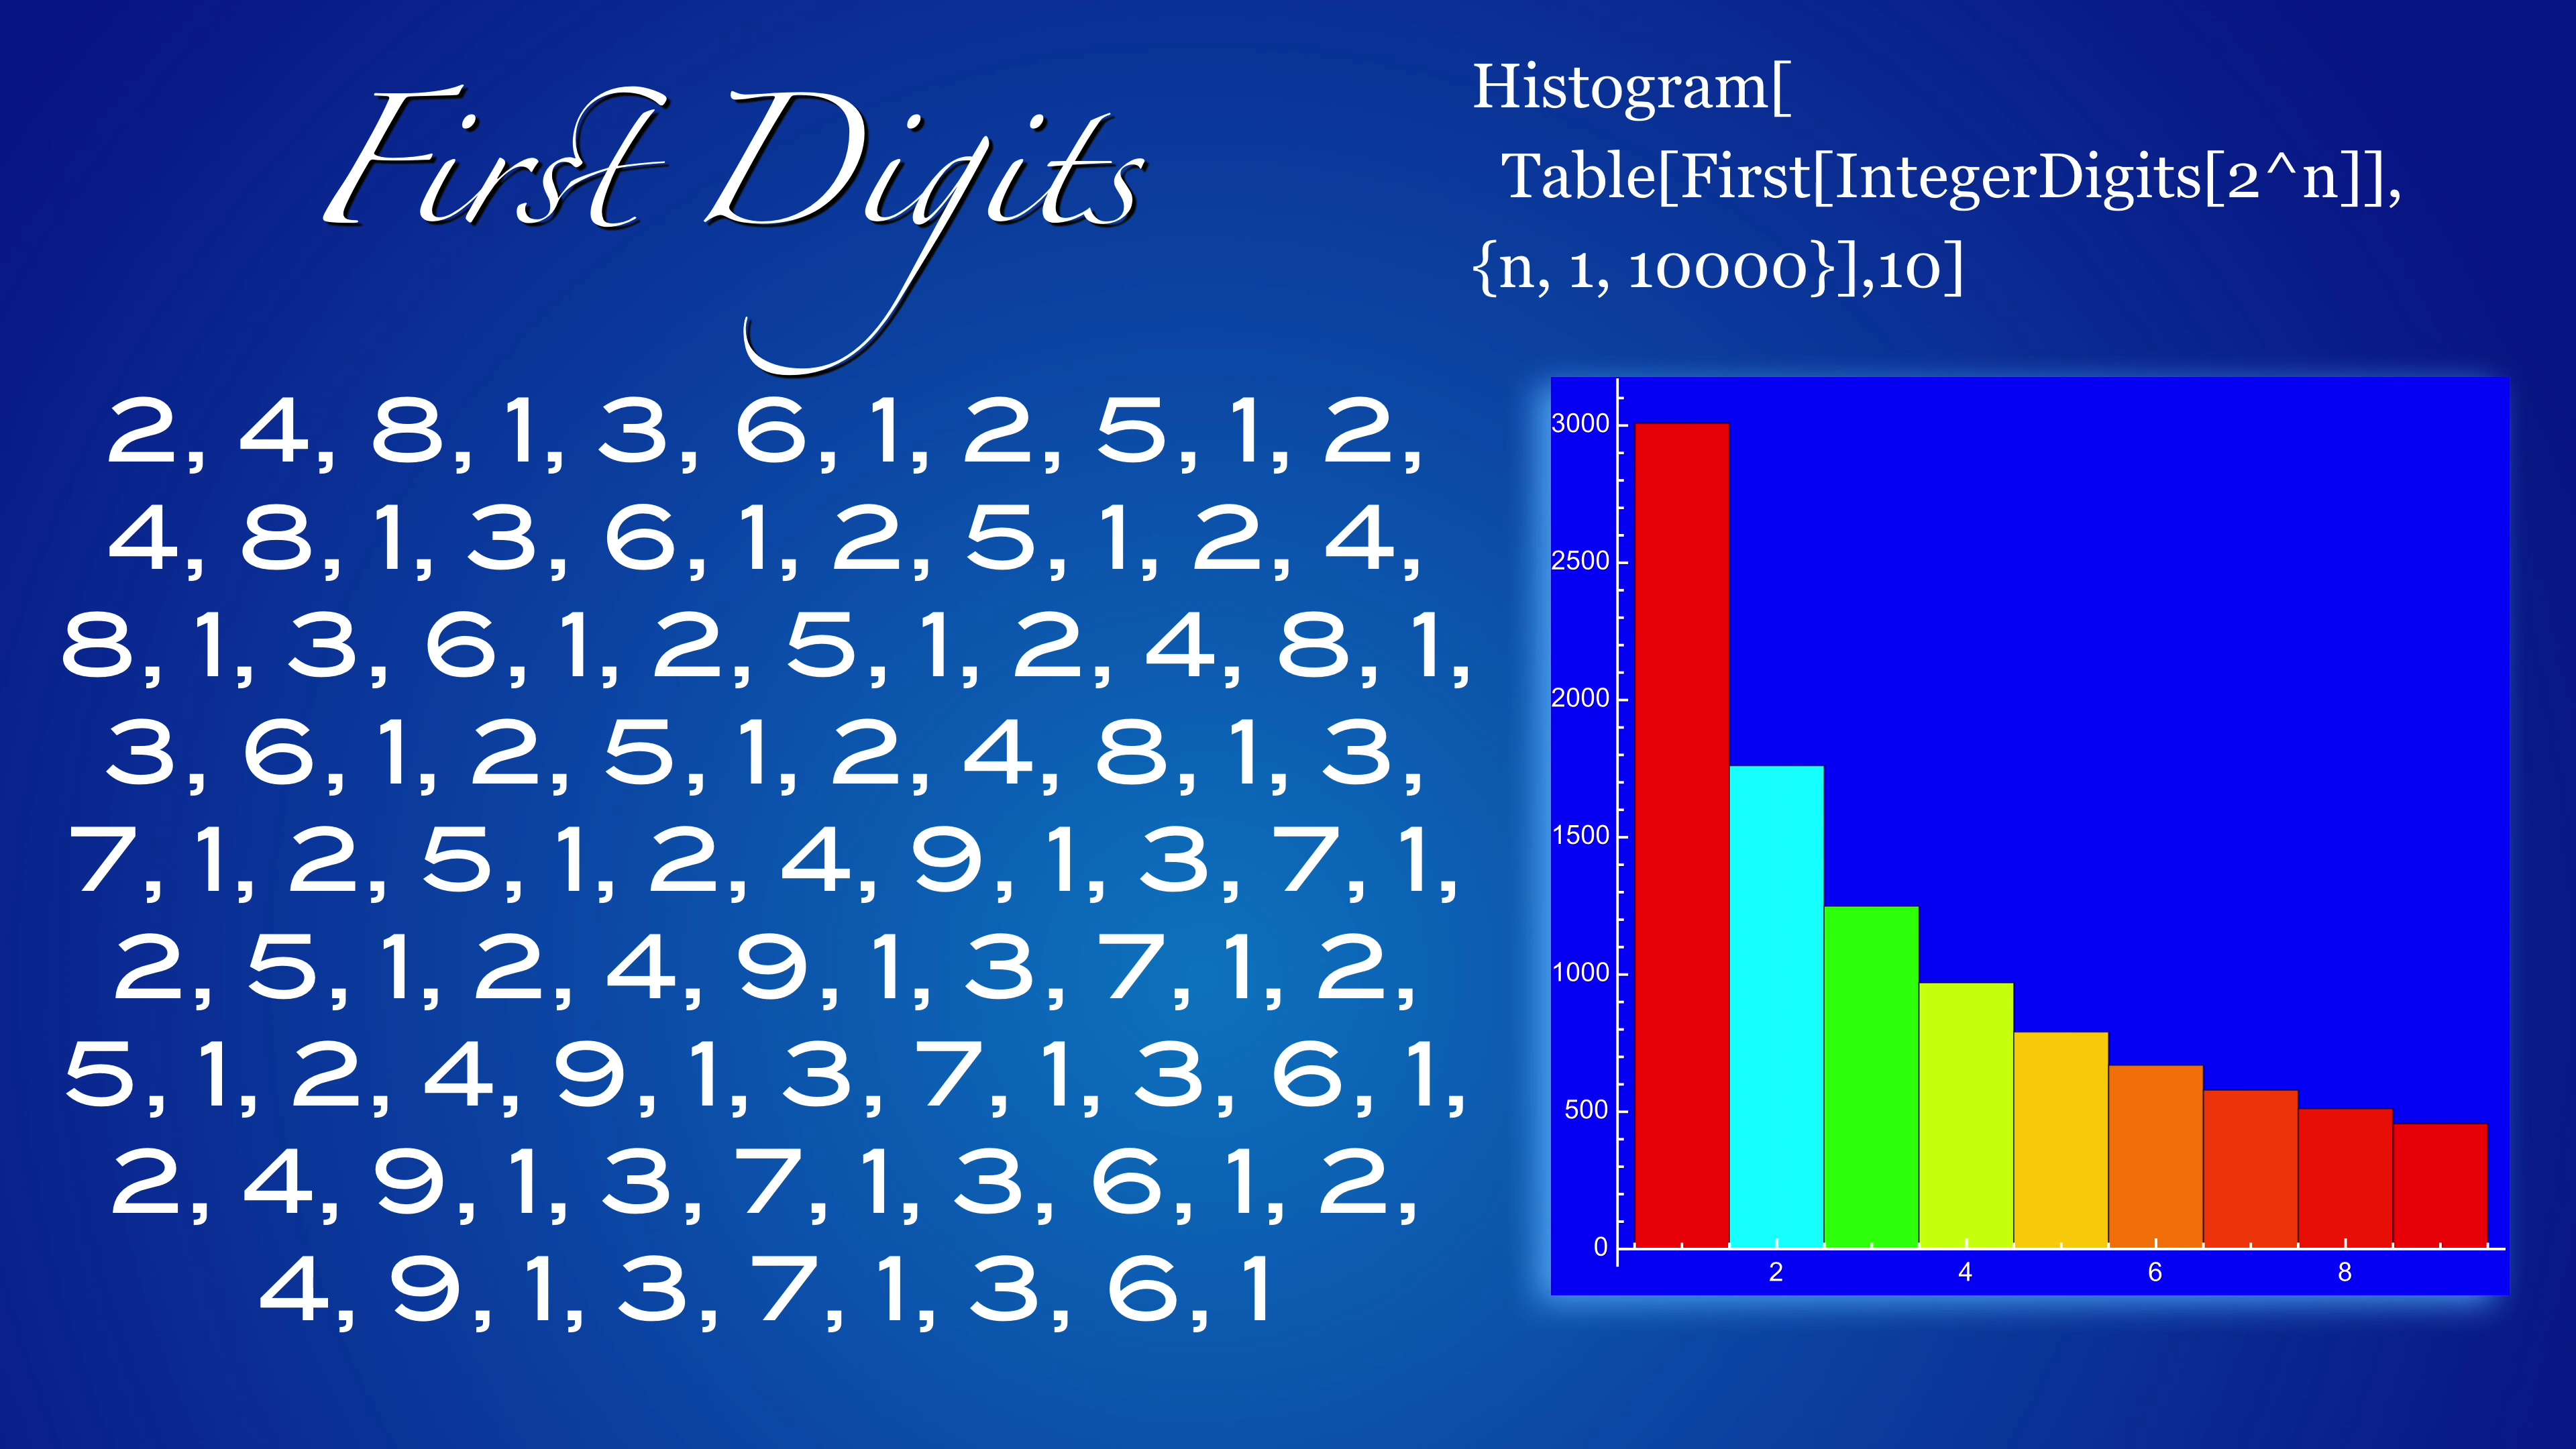 First Digits
Histogram[
Table[First[IntegerDigits[2^n]],
{n, 1, 10000}],10]
2, 4, 8, 1, 3, 6, 1, 2, 5, 1, 2,
4, 8, 1, 3, 6, 1, 2, 5, 1, 2, 4,
8, 1, 3, 6, 1, 2, 5, 1, 2, 4, 8, 1,
3, 6, 1, 2, 5, 1, 2, 4, 8, 1, 3,
7, 1, 2, 5, 1, 2, 4, 9, 1, 3, 7, 1,
2, 5, 1, 2, 4, 9, 1, 3, 7, 1, 2,
5, 1, 2, 4, 9, 1, 3, 7, 1, 3, 6, 1,
2, 4, 9, 1, 3, 7, 1, 3, 6, 1, 2,
4, 9, 1, 3, 7, 1, 3, 6, 1
3000
2500
2000
1500
1000
500
0
2 4 6 8